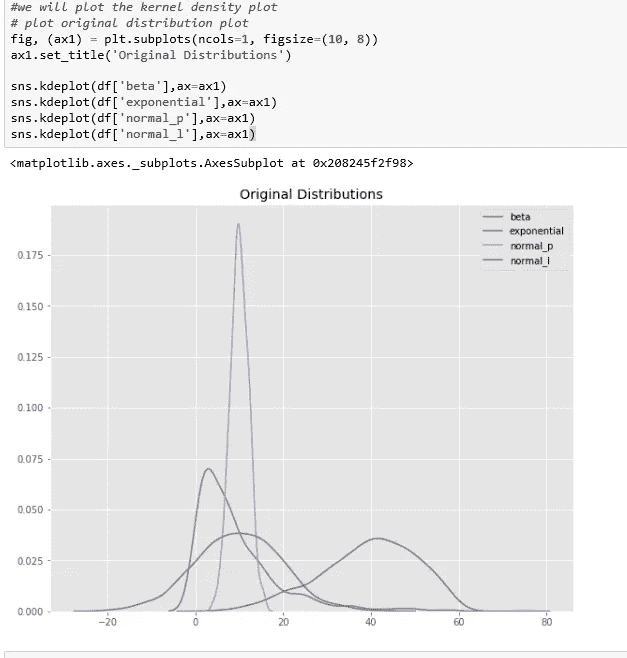 #we will plot the kernel density plot
# plot original distribution plot
fig, (ax1) = plt.subplots(ncols=1, figsize=(10, 8))
ax1.set_title('Original Distributions')
sns.kdeplot(df['beta'],ax=ax1)
sns.kdeplot(df['exponential'],ax=ax1)
sns.kdeplot(df['normal_p'],ax=ax1)
sns.kdeplot(df['normal_l'],ax=ax1)
<matplotlib.axes._subplots.AxesSubplot at 0x208245f2f98>
Original Distributions
beta
exponential
normal_p
normal_l
0.175
0.150
0.125
0.100
0.075
0.050
0.025
0.000
−20 0 20 40 60 80